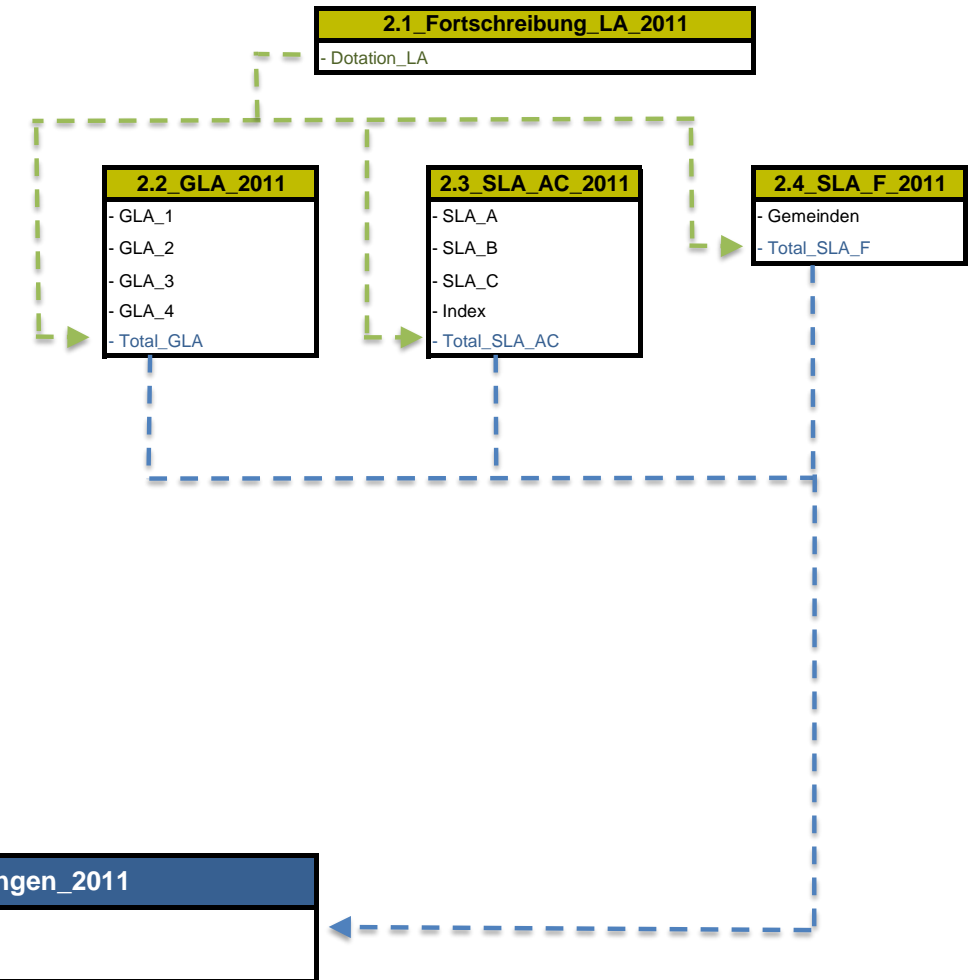 2.1_Fortschreibung_LA_2011
- Dotation_LA
2.2_GLA_2011
- GLA_1
- GLA_2
- GLA_3
- GLA_4
- Total_GLA
2.3_SLA_AC_2011
- SLA_A
- SLA_B
- SLA_C
- Index
- Total_SLA_AC
2.4_SLA_F_2011
- Gemeinden
- Total_SLA_F
ngen_2011